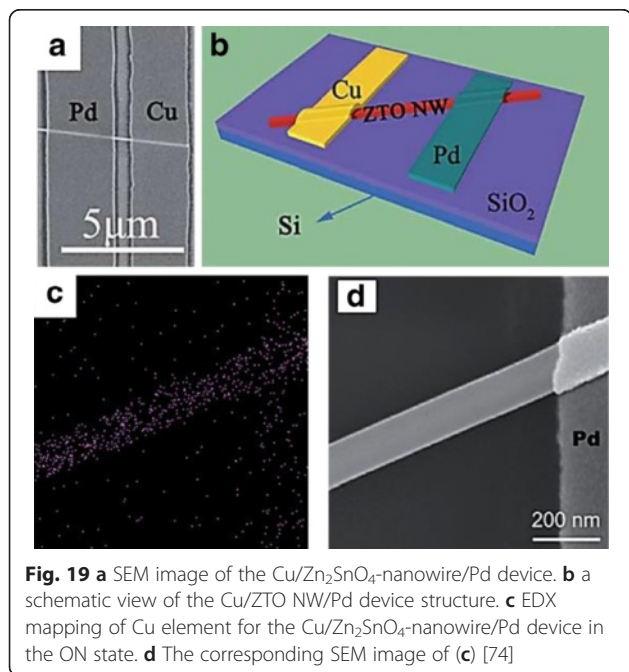 a
Pd
Cu
5μm
b
Cu
ZTO NW
Pd
SiO₂
Si
c
d
Pd
200 nm
Fig. 19 a SEM image of the Cu/Zn₂SnO₄-nanowire/Pd device. b a
schematic view of the Cu/ZTO NW/Pd device structure. c EDX
mapping of Cu element for the Cu/Zn₂SnO₄-nanowire/Pd device in
the ON state. d The corresponding SEM image of (c) [74]